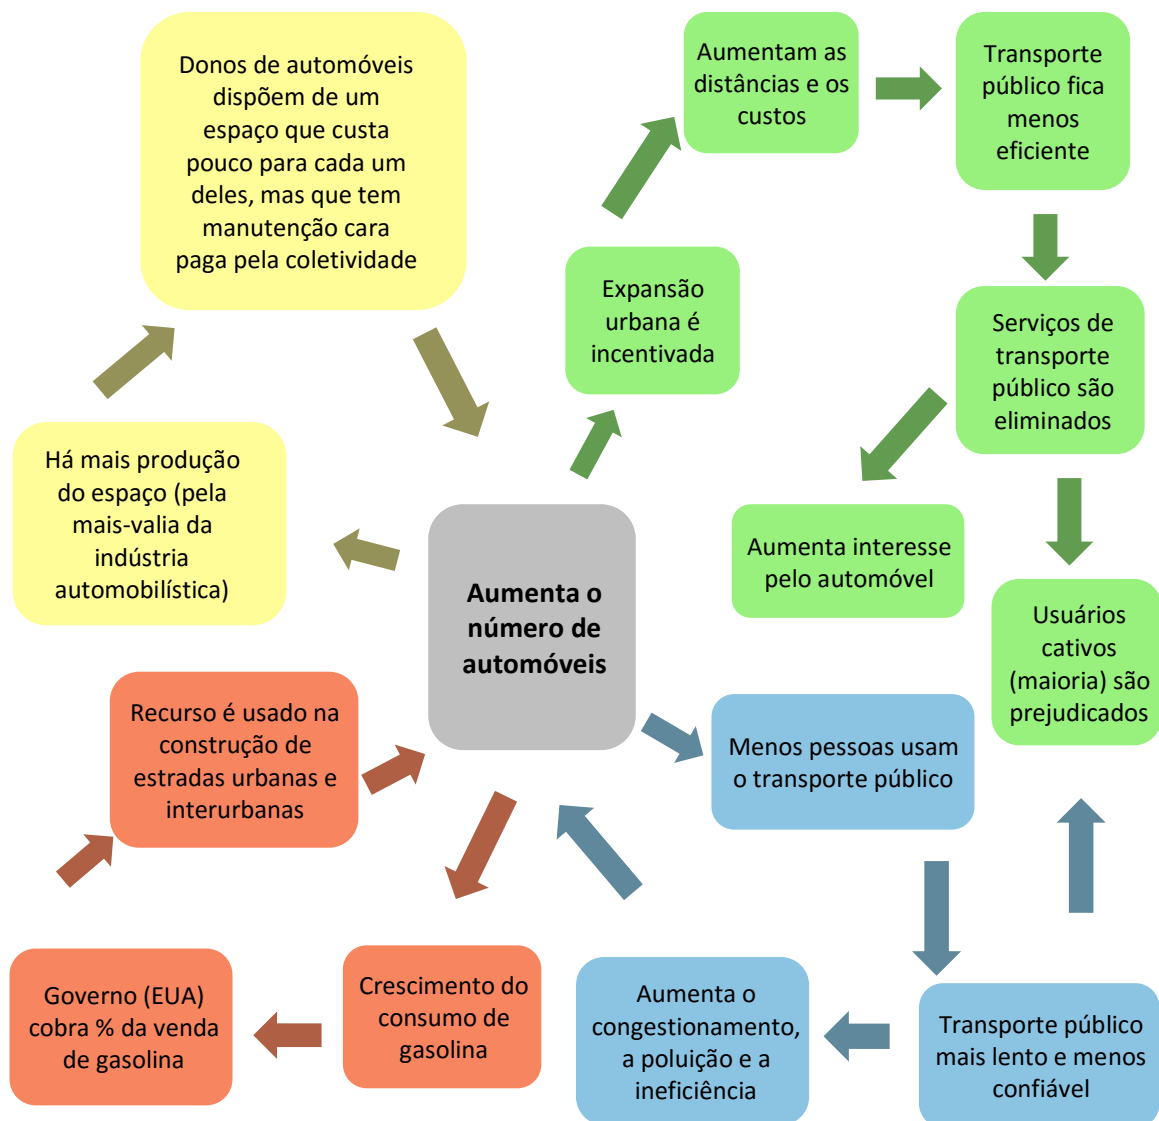 Donos de automóveis
dispõem de um
espaço que custa
pouco para cada um
deles, mas que tem
manutenção cara
paga pela coletividade
Aumentam as
distâncias e os
custos
Transporte
público fica
menos
eficiente
Expansão
urbana é
incentivada
Serviços de
transporte
público são
eliminados
Há mais produção
do espaço (pela
mais-valia da
indústria
automobilística)
Aumenta o
número de
automóveis
Aumenta interesse
pelo automóvel
Usuários
cativos
(maioria) são
prejudicados
Recurso é usado na
construção de
estradas urbanas e
interurbanas
Menos pessoas usam
o transporte público
Governo (EUA)
cobra % da venda
de gasolina
Crescimento do
consumo de
gasolina
Aumenta o
congestionamento,
a poluição e a
ineficiência
Transporte público
mais lento e menos
confiável